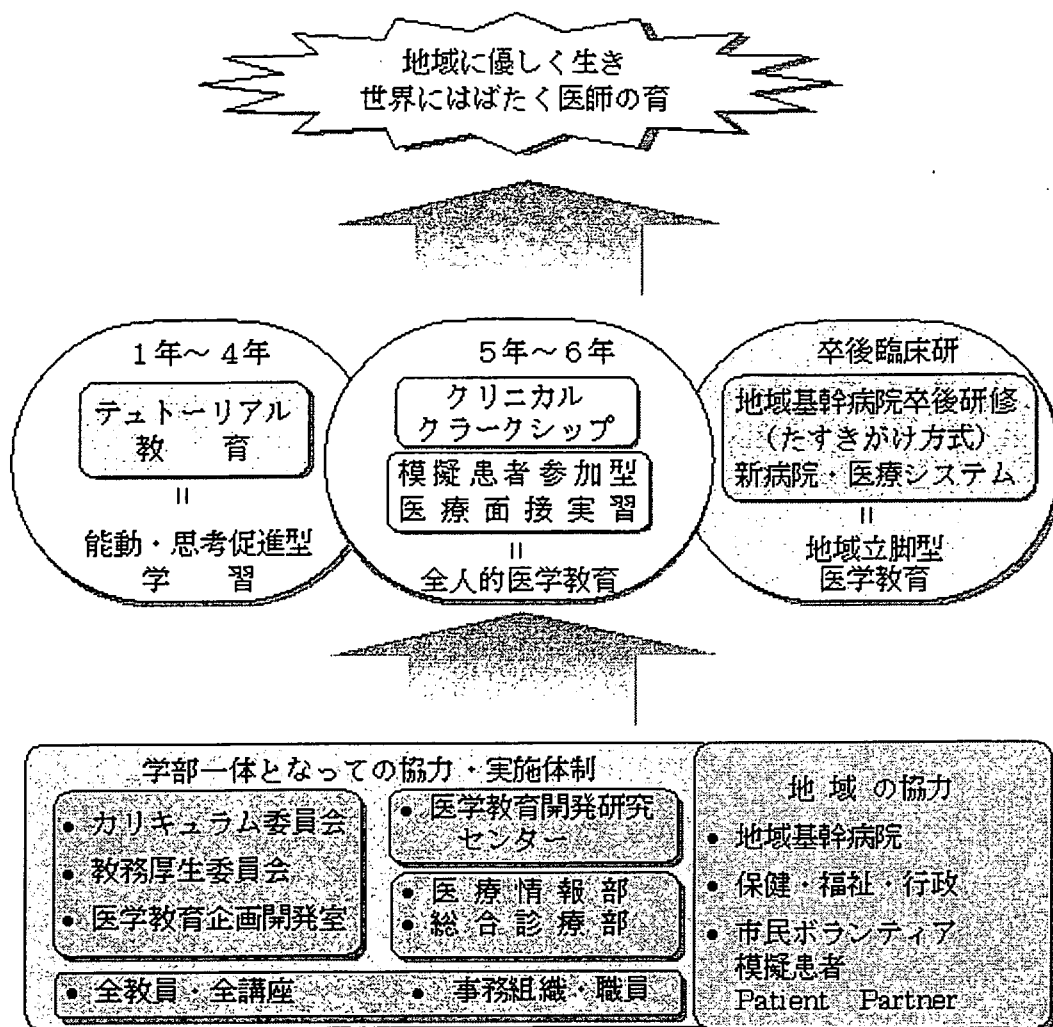 地域に優しく生き
世界にはばたく医師の育
1年～4年
テュトーリアル
教　育
=
能動・思考促進型
学　習
5年～6年
クリニカル
クラークシップ
模擬患者参加型
医療面接実習
=
全人的医学教育
卒後臨床研
地域基幹病院卒後研修
（たすきがけ方式）
新病院・医療システム
=
地域立脚型
医学教育
学部一体となっての協力・実施体制
• カリキュラム委員会
• 教務厚生委員会
• 医学教育企画開発室
• 医学教育開発研究
センター
• 医療情報部
• 総合診療部
• 全教員・全講座
• 事務組織・職員
地域の協力
• 地域基幹病院
• 保健・福祉・行政
• 市民ボランティア
模擬患者
Patient Partner